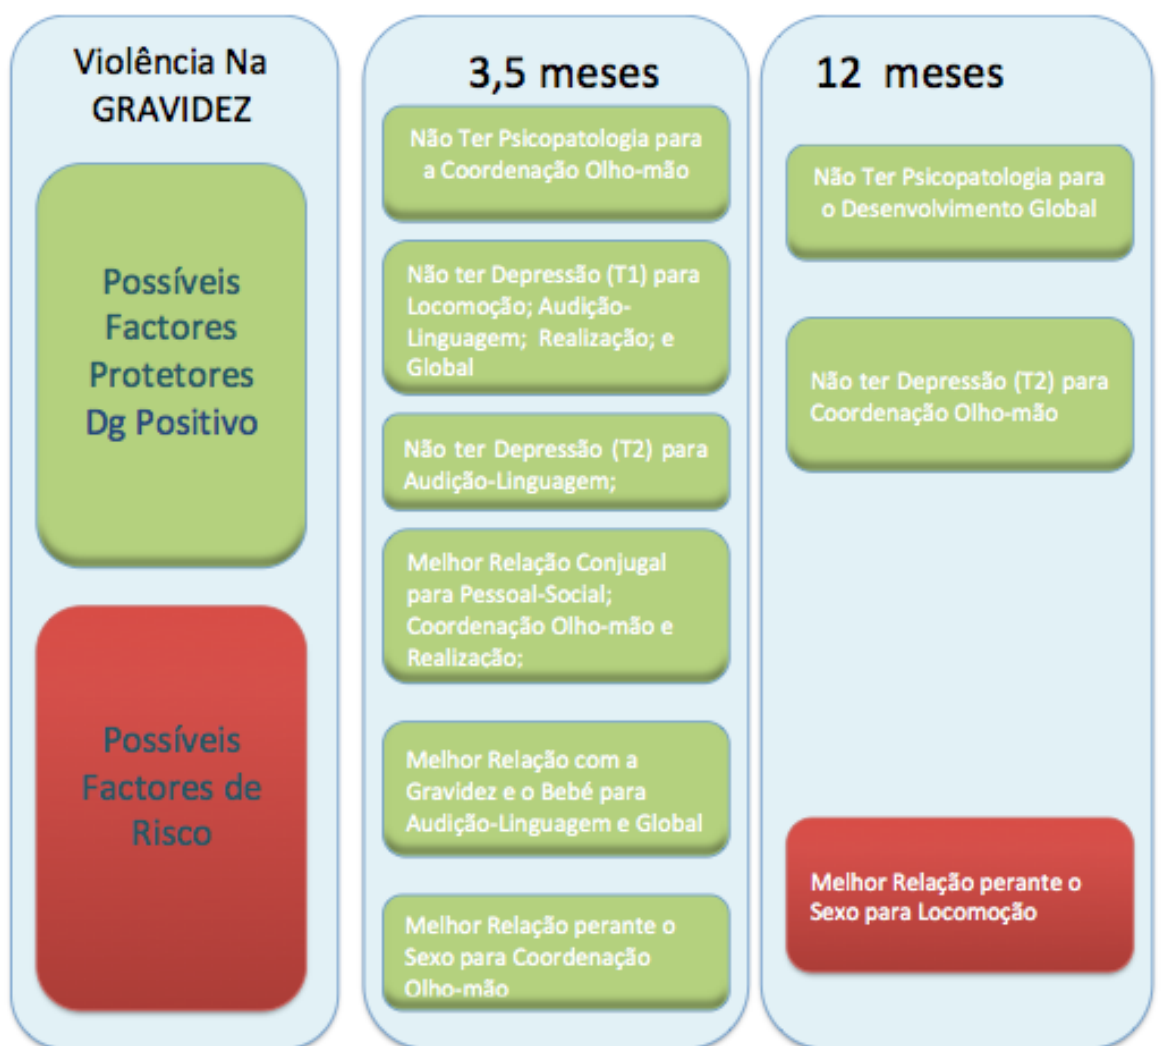 Violência Na
GRAVIDEZ
Possíveis
Factores
Protetores
Dg Positivo
Possíveis
Factores de
Risco
3,5 meses
Não Ter Psicopatologia para
a Coordenação Olho-mão
Não ter Depressão (T1) para
Locomoção; Audição-
Linguagem; Realização; e
Global
Não ter Depressão (T2) para
Audição-Linguagem;
Melhor Relação Conjugal
para Pessoal-Social;
Coordenação Olho-mão e
Realização;
Melhor Relação com a
Gravidez e o Bebé para
Audição-Linguagem e Global
Melhor Relação perante o
Sexo para Coordenação
Olho-mão
12 meses
Não Ter Psicopatologia para
o Desenvolvimento Global
Não ter Depressão (T2) para
Coordenação Olho-mão
Melhor Relação perante o
Sexo para Locomoção